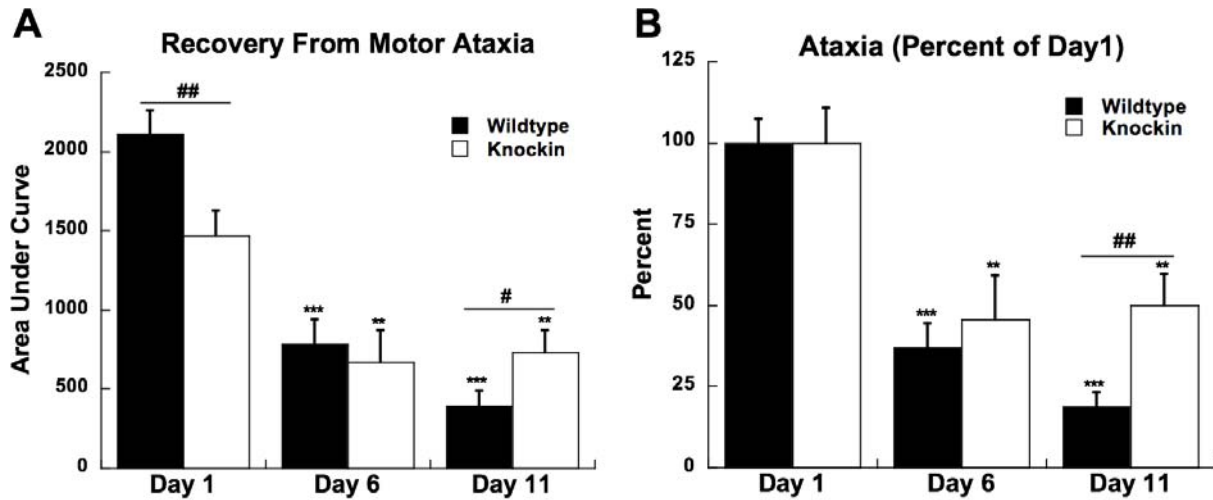 A
Recovery From Motor Ataxia
Area Under Curve
2500
2000
1500
1000
500
0
##
Wildtype
Knockin
***
**
#
***
**
Day 1
Day 6
Day 11
B
Ataxia (Percent of Day1)
Percent
125
100
75
50
25
0
Wildtype
Knockin
***
**
##
***
**
Day 1
Day 6
Day 11